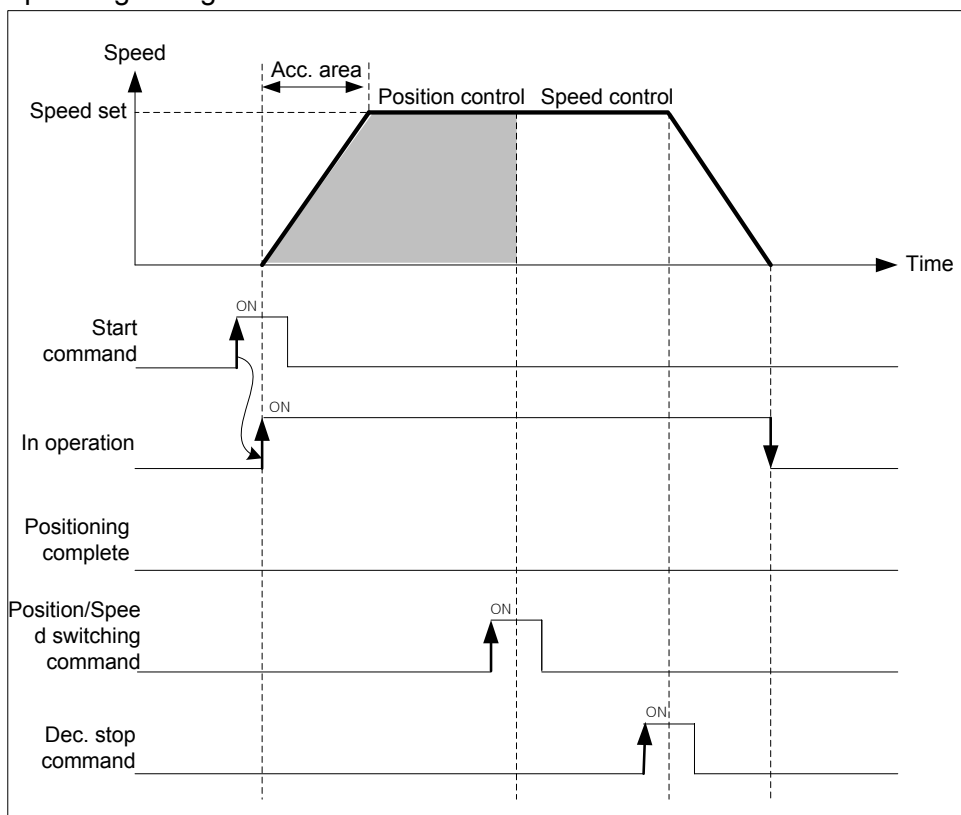 Speed
Acc. area
Position control Speed control
Speed set
Time
ON
Start
command
ON
In operation
Positioning
complete
Position/Spee
d switching
command
ON
Dec. stop
command
ON